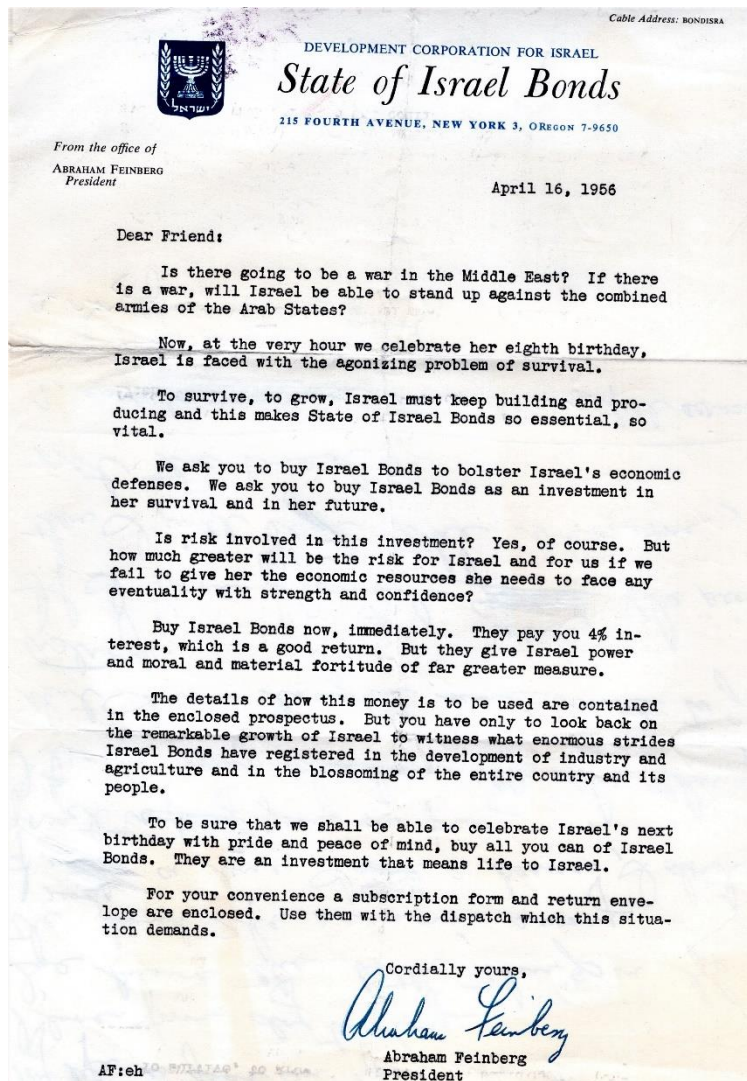 Cable Address: BONDISRA
DEVELOPMENT CORPORATION FOR ISRAEL
State of Israel Bonds
ישראל
215 FOURTH AVENUE, NEW YORK 3, OREGON 7-9650
From the office of
ABRAHAM FEINBERG
President
April 16, 1956
Dear Friend:
Is there going to be a war in the Middle East? If there
is a war, will Israel be able to stand up against the combined
armies of the Arab States?
Now, at the very hour we celebrate her eighth birthday,
Israel is faced with the agonizing problem of survival.
To survive, to grow, Israel must keep building and pro-
ducing and this makes State of Israel Bonds so essential, so
vital.
We ask you to buy Israel Bonds to bolster Israel's economic
defenses. We ask you to buy Israel Bonds as an investment in
her survival and in her future.
Is risk involved in this investment? Yes, of course. But
how much greater will be the risk for Israel and for us if we
fail to give her the economic resources she needs to face any
eventuality with strength and confidence?
Buy Israel Bonds now, immediately. They pay you 4% in-
terest, which is a good return. But they give Israel power
and moral and material fortitude of far greater measure.
The details of how this money is to be used are contained
in the enclosed prospectus. But you have only to look back on
the remarkable growth of Israel to witness what enormous strides
Israel Bonds have registered in the development of industry and
agriculture and in the blossoming of the entire country and its
people.
To be sure that we shall be able to celebrate Israel's next
birthday with pride and peace of mind, buy all you can of Israel
Bonds. They are an investment that means life to Israel.
For your convenience a subscription form and return enve-
lope are enclosed. Use them with the dispatch which this situa-
tion demands.
Cordially yours,
Abraham Feinberg
Abraham Feinberg
President
AF:eh